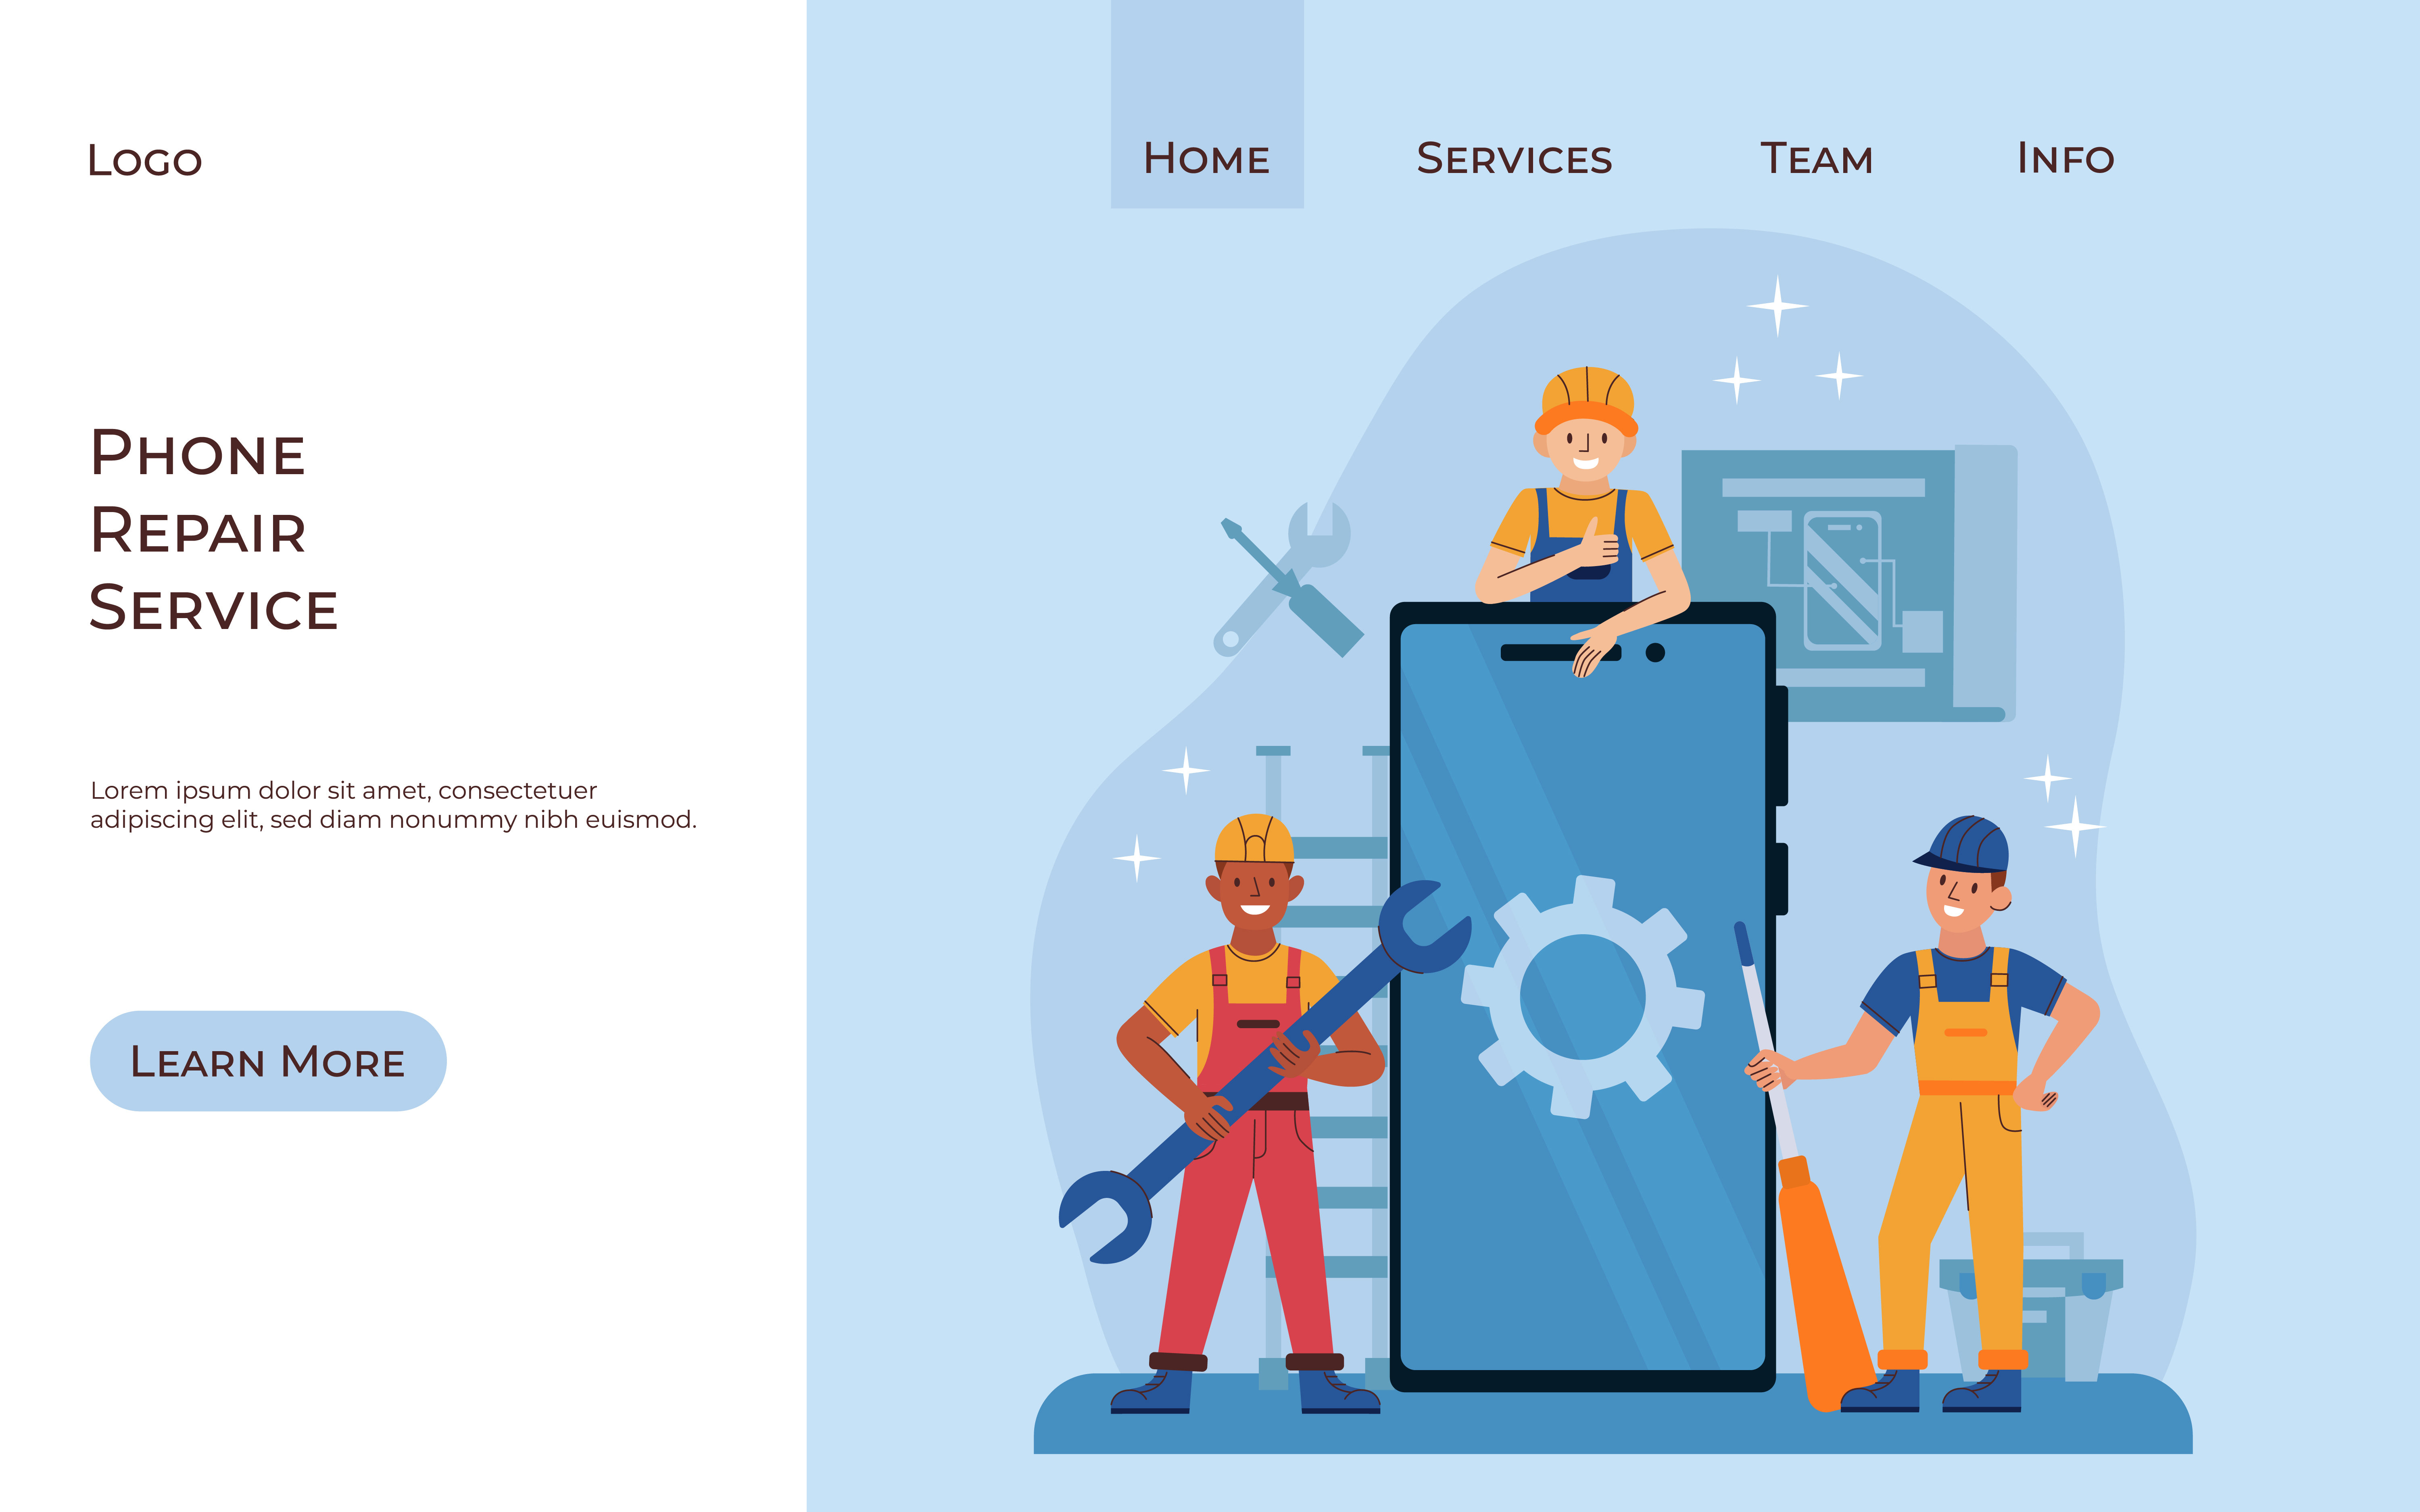 Logo
Home
Services
Team
Info
Phone
Repair
Service
Lorem ipsum dolor sit amet, consectetuer
adipiscing elit, sed diam nonummy nibh euismod.
Learn More